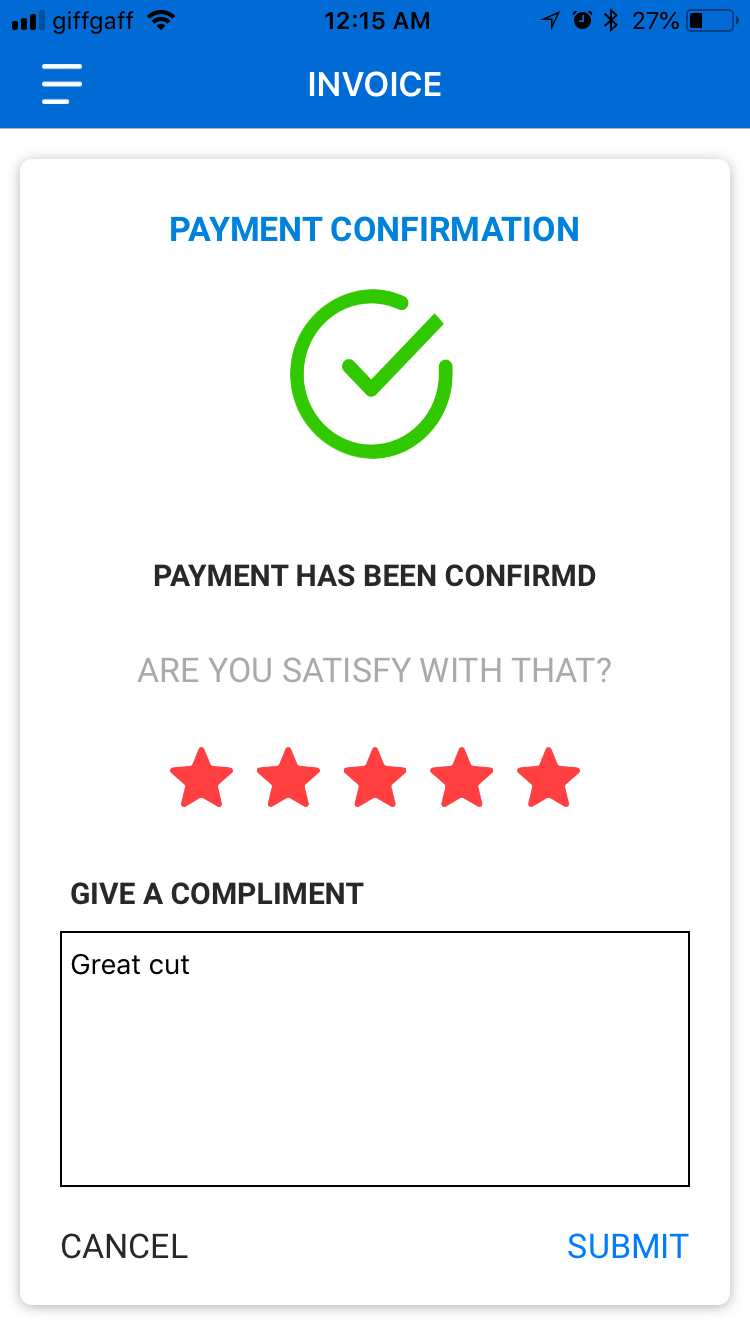 giffgaff 12:15 AM 27%
INVOICE
PAYMENT CONFIRMATION
PAYMENT HAS BEEN CONFIRMD
ARE YOU SATISFY WITH THAT?
GIVE A COMPLIMENT
Great cut
CANCEL SUBMIT